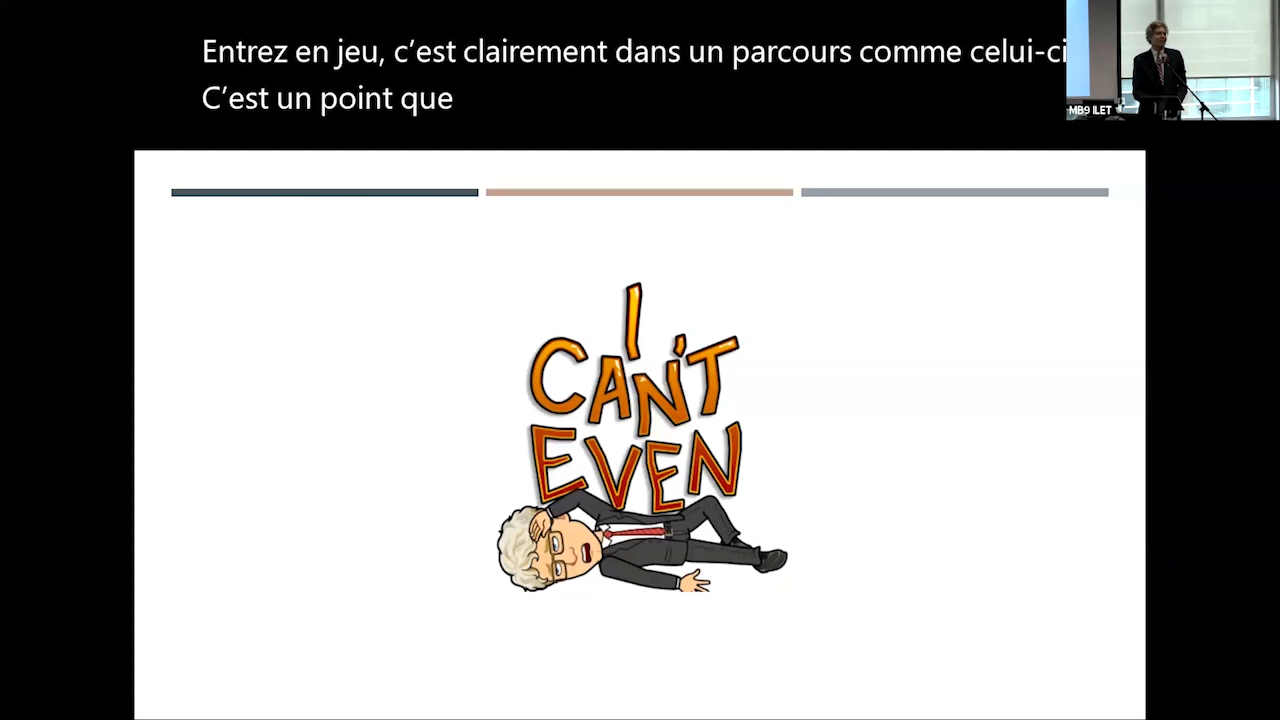 Entrez en jeu, c’est clairement dans un parcours comme celui-ci
C’est un point que
MB9 ILET
I
CAN'T
EVEN